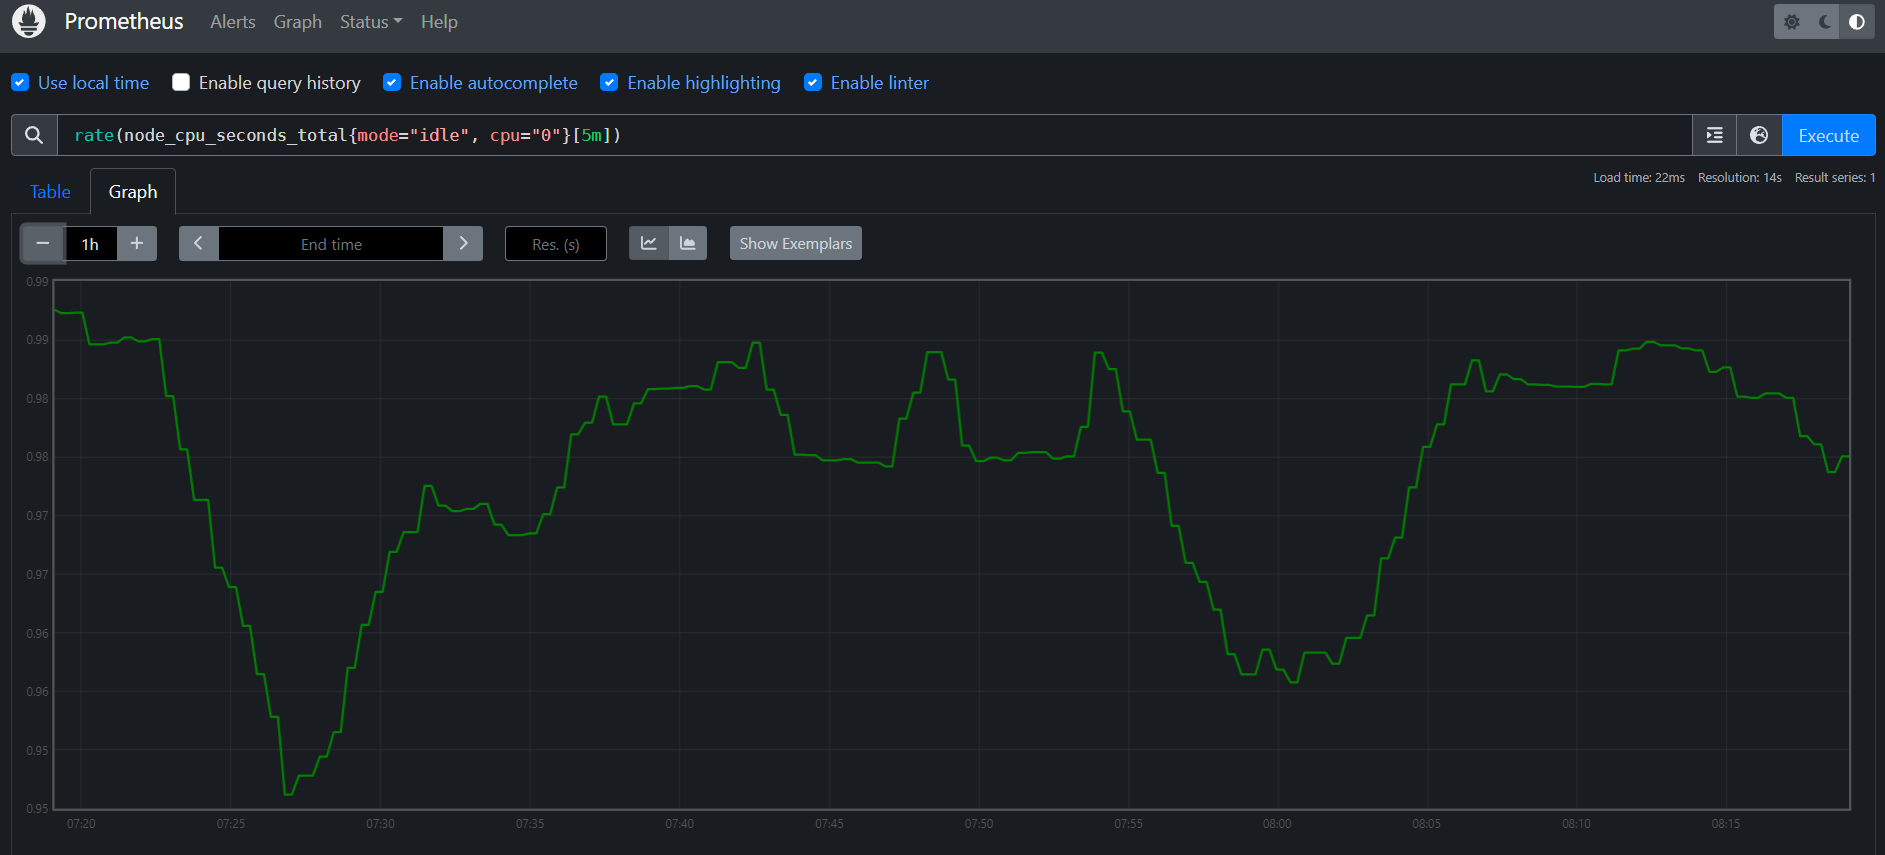 Prometheus Alerts Graph Status Help
Use local time Enable query history Enable autocomplete Enable highlighting Enable linter
rate(node_cpu_seconds_total{mode="idle", cpu="0"}[5m]) Execute
Table Graph Load time: 22ms Resolution: 14s Result series: 1
− 1h + End time Res. (s) Show Exemplars
0.99
0.99
0.98
0.98
0.97
0.97
0.96
0.96
0.95
0.95
07:20 07:25 07:30 07:35 07:40 07:45 07:50 07:55 08:00 08:05 08:10 08:15